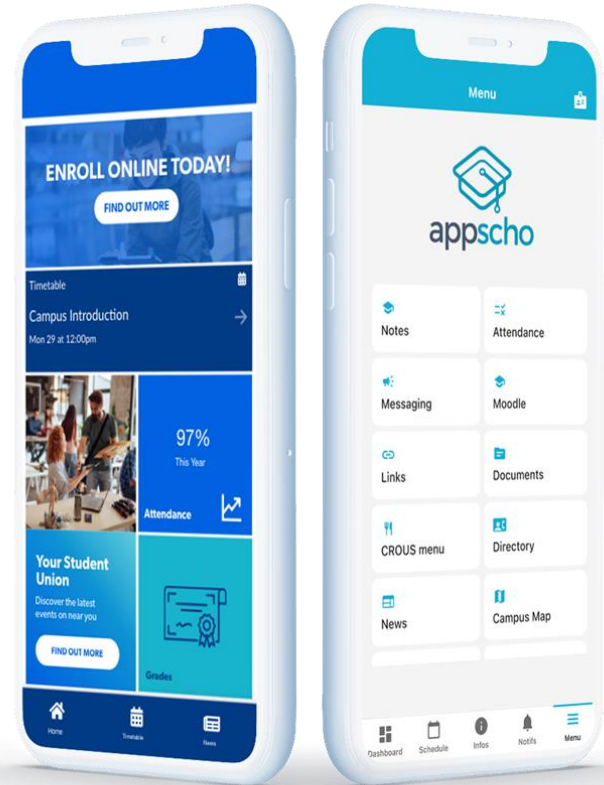 ENROLL ONLINE TODAY!
FIND OUT MORE
Timetable
Campus Introduction
Mon 29 at 12:00pm
97%
This Year
Attendance
Your Student
Union
Discover the latest
events on near you
FIND OUT MORE
Grades
Home
Timetable
News
Menu
appscho
Notes
Attendance
Messaging
Moodle
Links
Documents
CROUS menu
Directory
News
Campus Map
Dashboard
Schedule
Infos
Notifs
Menu